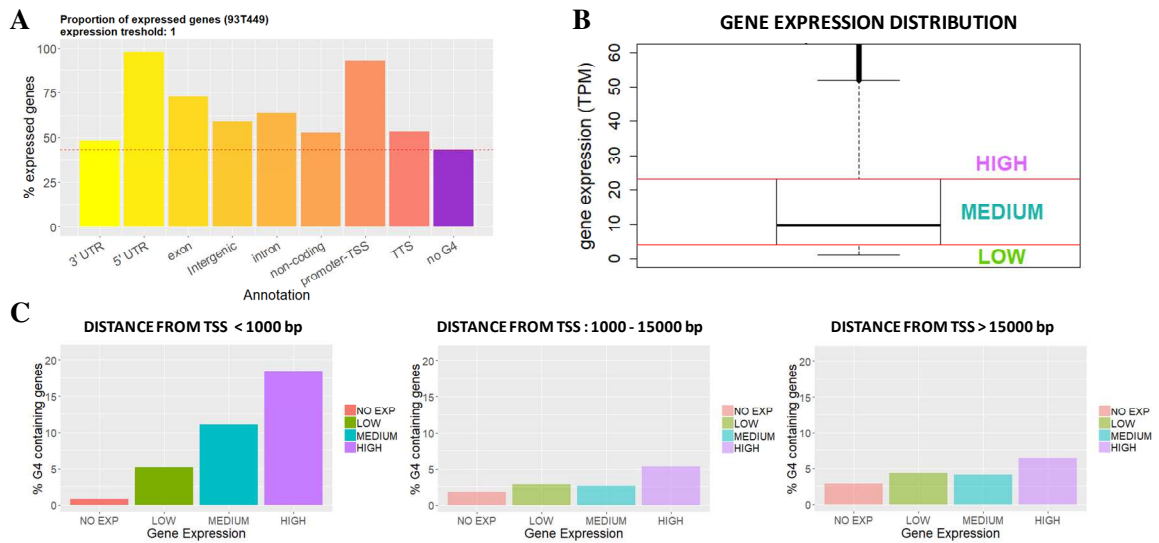 A
Proportion of expressed genes (93T449)
expression treshold: 1
% expressed genes
100
75
50
25
0
3' UTR
5' UTR
exon
Intergenic
intron
non-coding
promoter-TSS
TTS
no G4
Annotation
B
GENE EXPRESSION DISTRIBUTION
gene expression (TPM)
60
50
40
30
20
10
0
HIGH
MEDIUM
LOW
C
DISTANCE FROM TSS < 1000 bp
% G4 containing genes
20
15
10
5
0
NO EXP
LOW
MEDIUM
HIGH
Gene Expression
NO EXP
LOW
MEDIUM
HIGH
DISTANCE FROM TSS : 1000 - 15000 bp
% G4 containing genes
20
15
10
5
0
NO EXP
LOW
MEDIUM
HIGH
Gene Expression
NO EXP
LOW
MEDIUM
HIGH
DISTANCE FROM TSS > 15000 bp
% G4 containing genes
20
15
10
5
0
NO EXP
LOW
MEDIUM
HIGH
Gene Expression
NO EXP
LOW
MEDIUM
HIGH